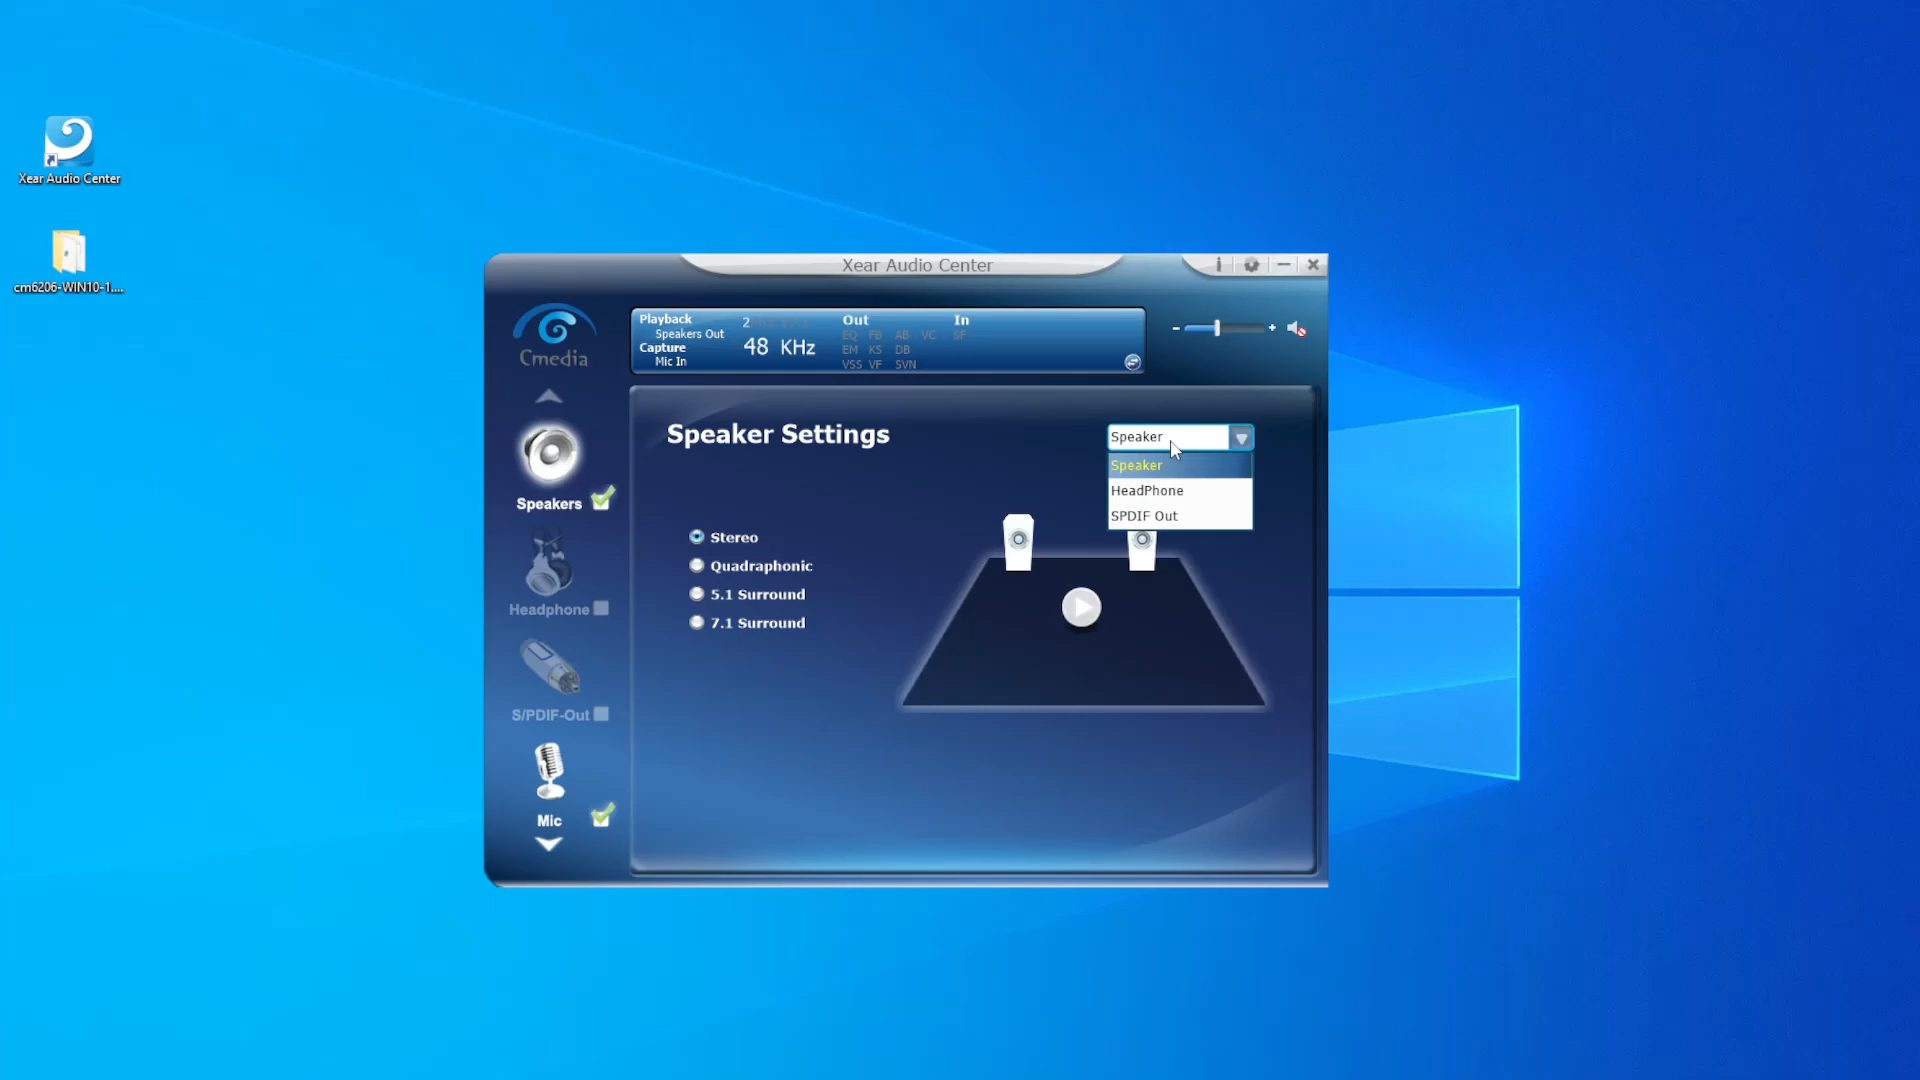 Xear Audio Center
cm6206-WIN10-1....
Xear Audio Center
i
Cmedia
Playback
Speakers Out
Capture
Mic In
2
48 KHz
Out
EQ FB AB VC
EM KS DB
VSS VF SVN
In
SF
- +
Speakers
Headphone
S/PDIF-Out
Mic
Speaker Settings
Speaker
Speaker
HeadPhone
SPDIF Out
Stereo
Quadraphonic
5.1 Surround
7.1 Surround